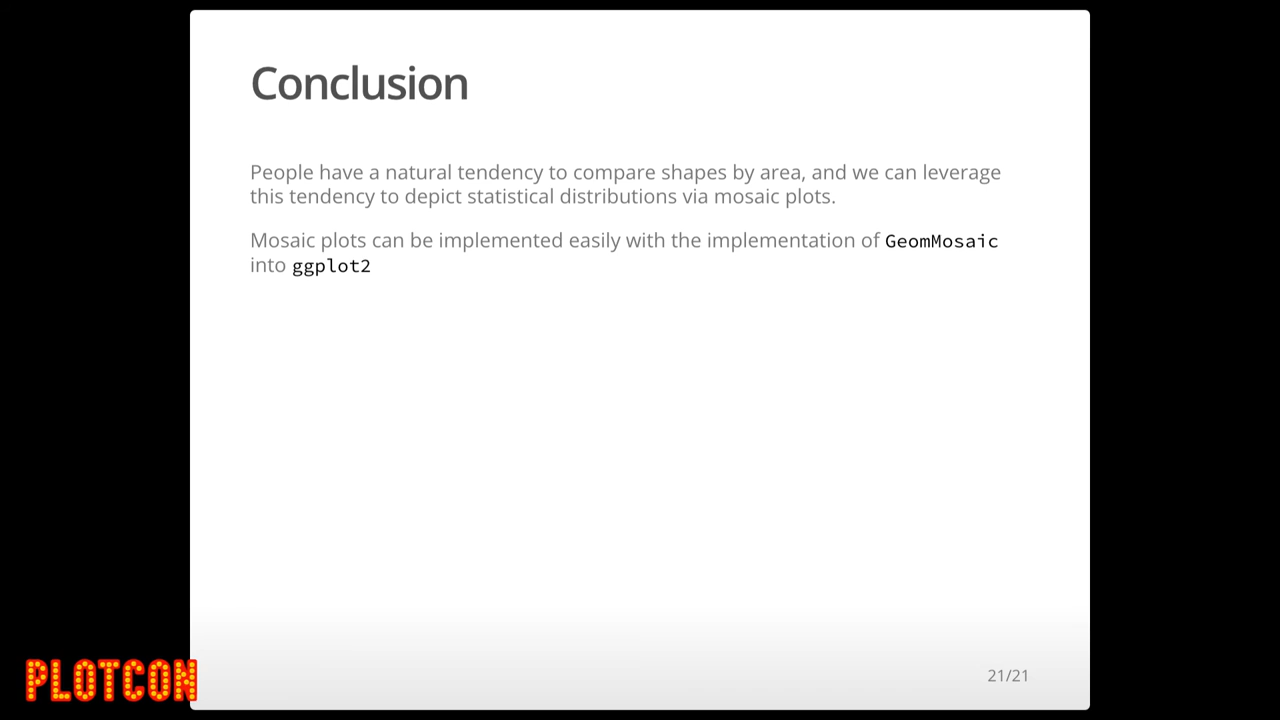 Conclusion
People have a natural tendency to compare shapes by area, and we can leverage
this tendency to depict statistical distributions via mosaic plots.
Mosaic plots can be implemented easily with the implementation of GeomMosaic
into ggplot2
21/21
PLOTCON